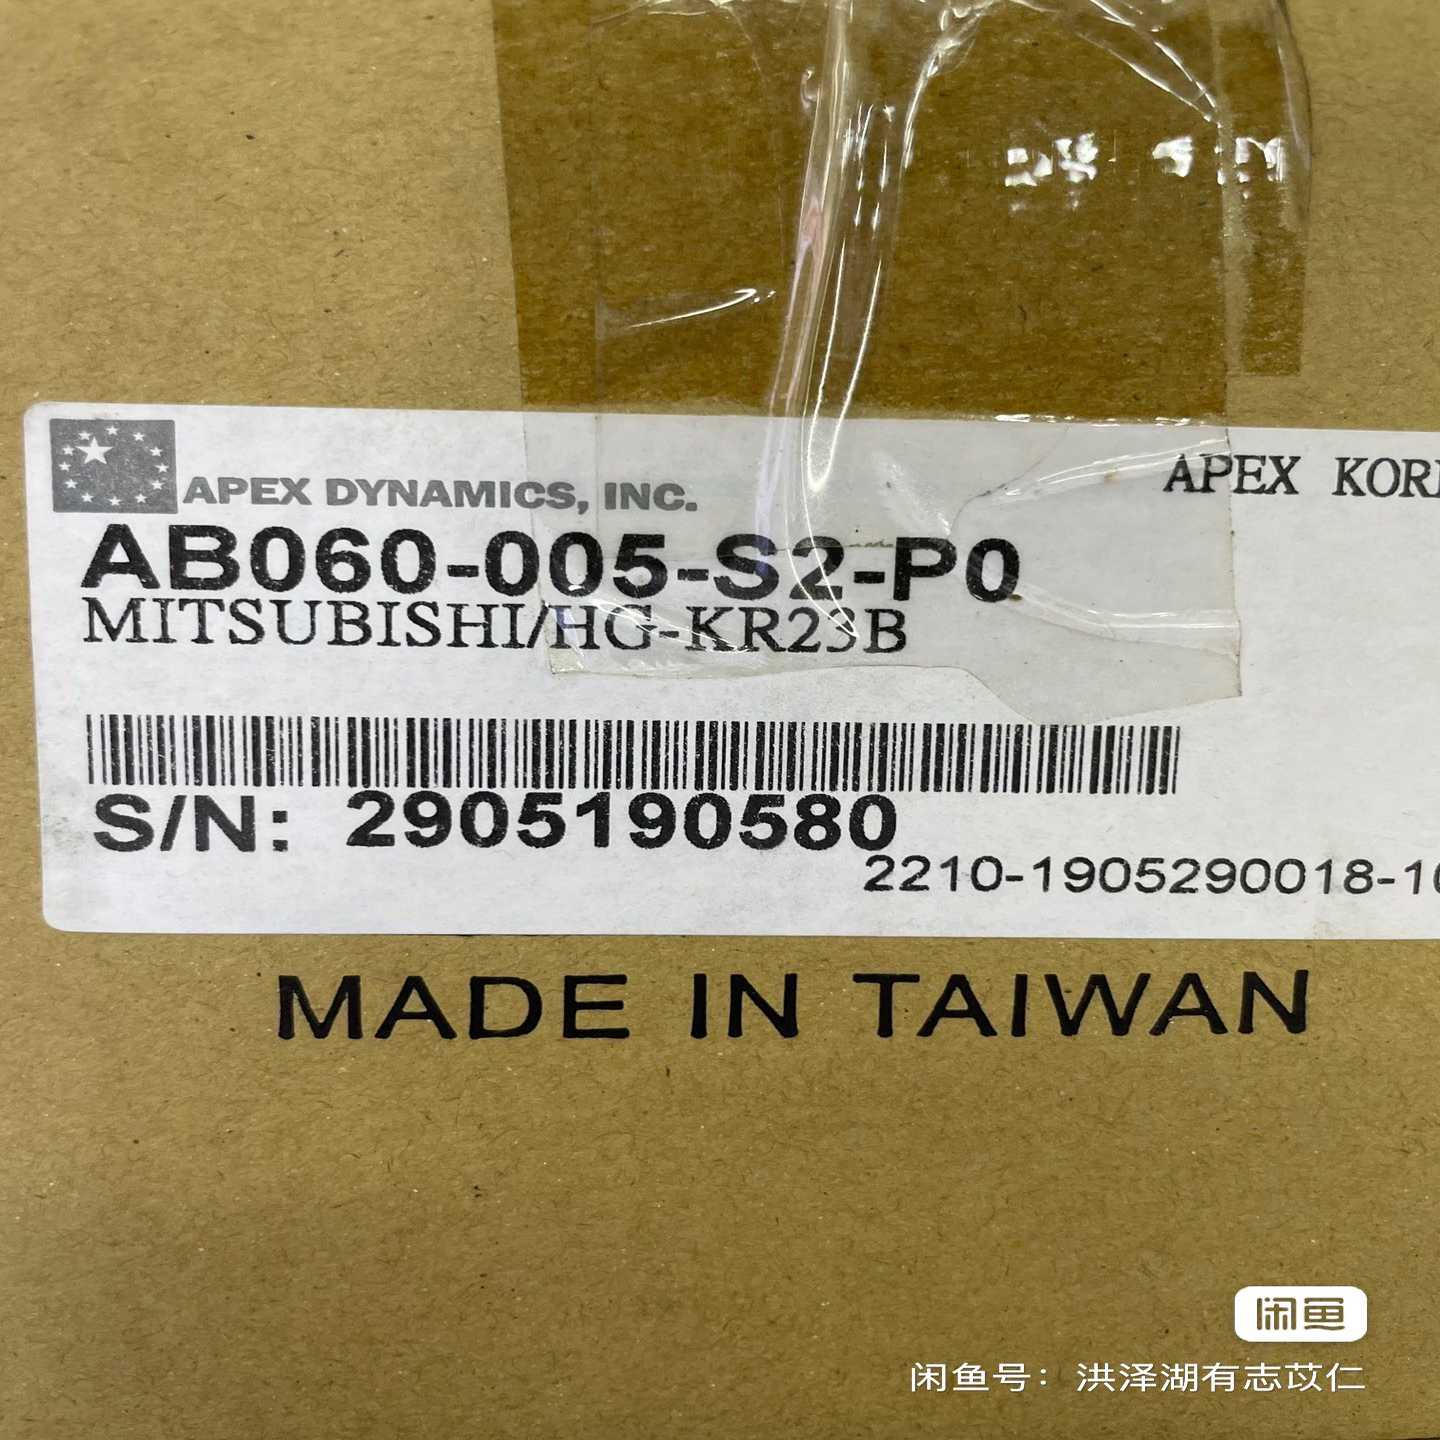 APEX DYNAMICS, INC.
APEX KOR
AB060-005-S2-P0
MITSUBISHI/HG-KR23B
S/N: 2905190580
2210-1905290018-10
MADE IN TAIWAN
闲鱼
闲鱼号：洪泽湖有志苡仁